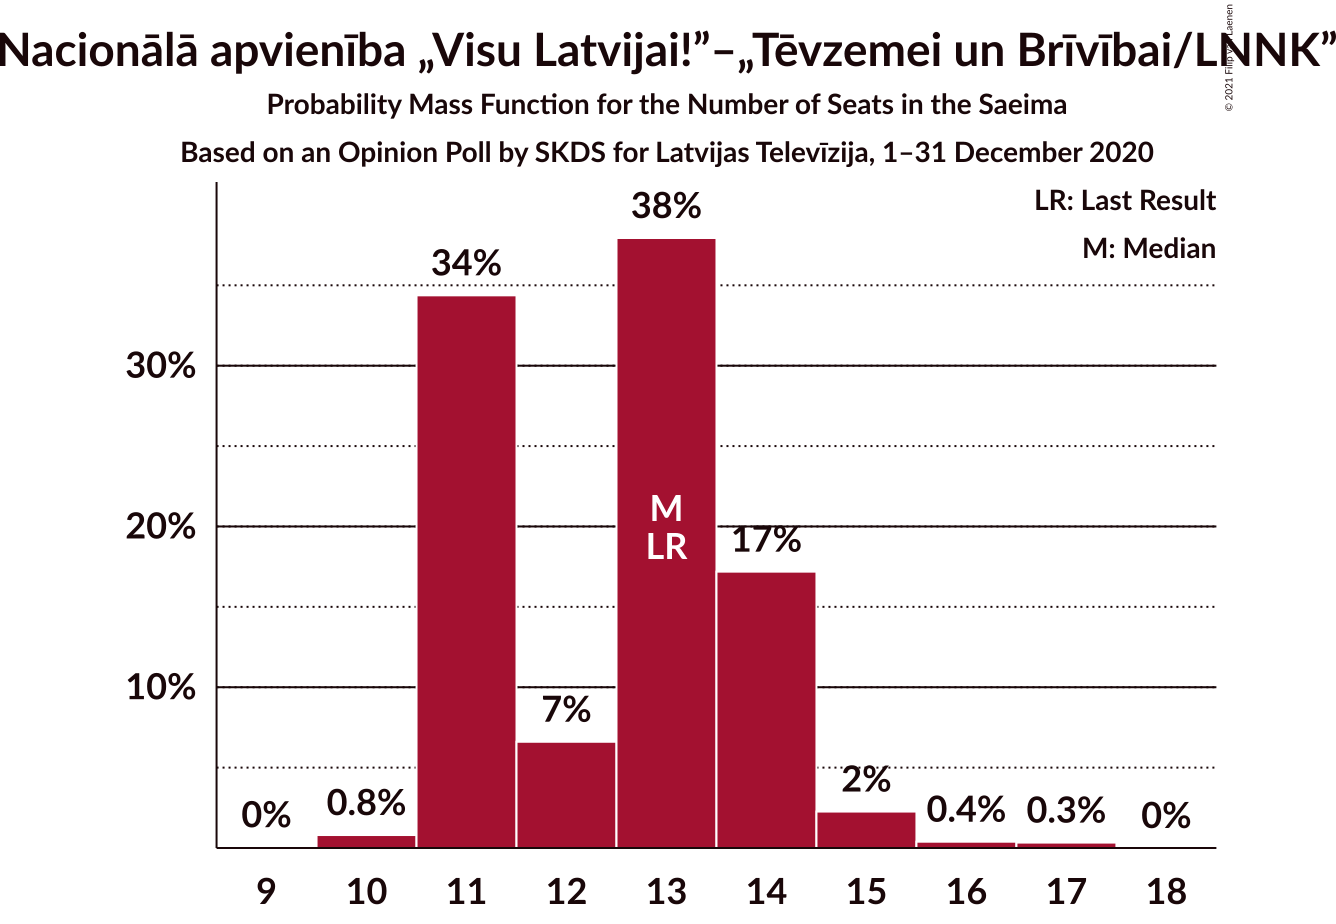 Nacionālā apvienība „Visu Latvijai!”–„Tēvzemei un Brīvībai/LNNK”
Probability Mass Function for the Number of Seats in the Saeima
Based on an Opinion Poll by SKDS for Latvijas Televīzija, 1–31 December 2020
© 2021 Filip van Laenen
LR: Last Result
M: Median
38%
34%
30%
M
LR
20%
17%
10%
7%
2%
0%
0.8%
0.4%
0.3%
0%
9 10 11 12 13 14 15 16 17 18